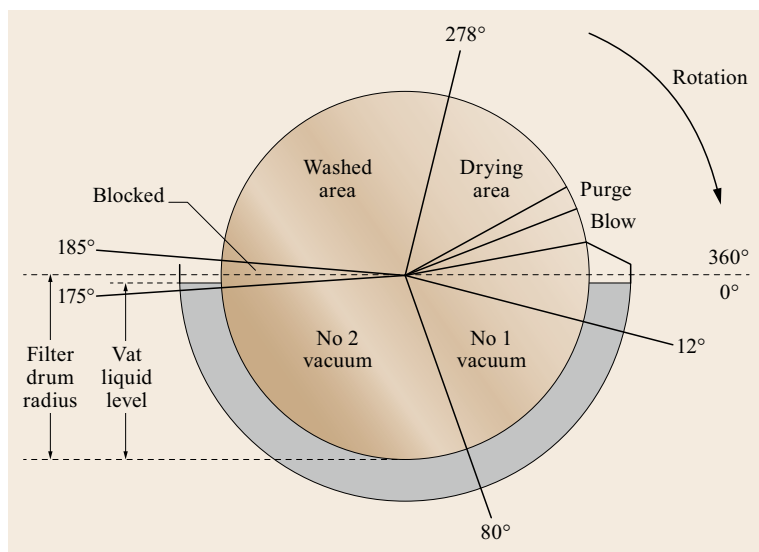 278°
Rotation
Washed
area
Drying
area
Purge
Blocked
Blow
185°
360°
175°
0°
No 2
vacuum
No 1
vacuum
12°
Filter
drum
radius
Vat
liquid
level
80°